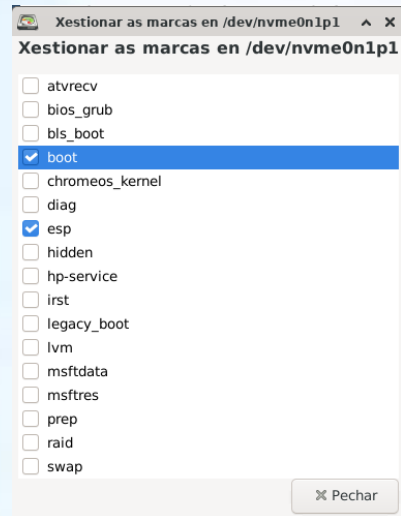 Xestionar as marcas en /dev/nvme0n1p1
Xestionar as marcas en /dev/nvme0n1p1
atvrecv
bios_grub
bls_boot
boot
chromeos_kernel
diag
esp
hidden
hp-service
irst
legacy_boot
lvm
msftdata
msftres
prep
raid
swap
Pechar